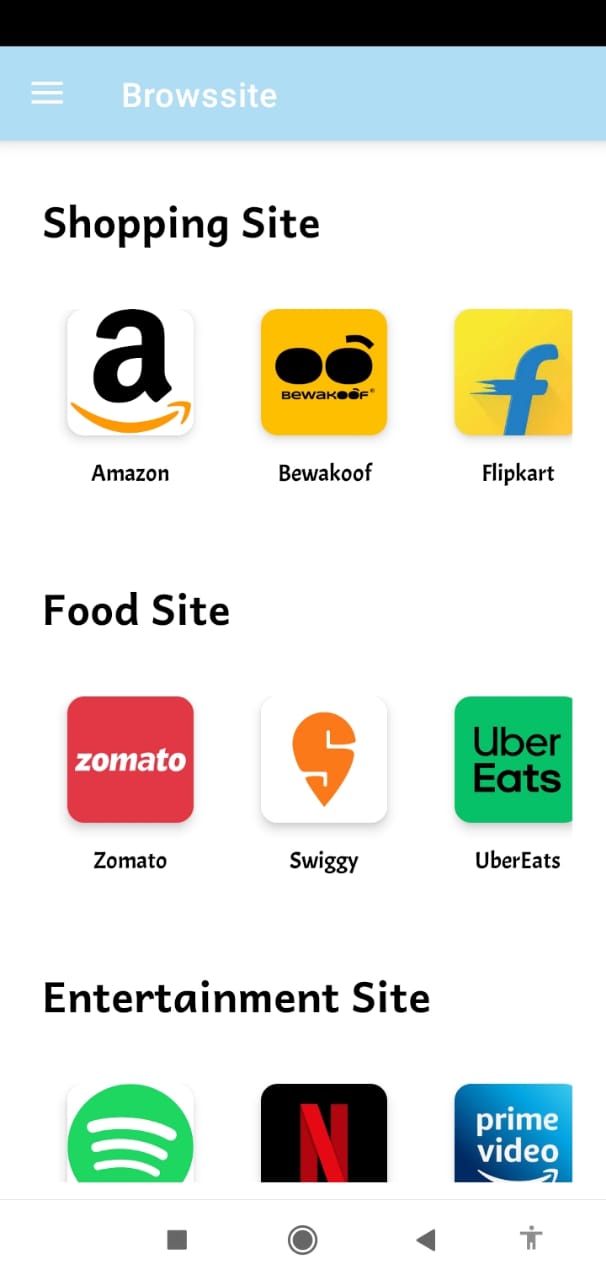 Browssite
Shopping Site
BEWAKOOF®
Amazon
Bewakoof
Flipkart
Food Site
zomato
Uber
Eats
Zomato
Swiggy
UberEats
Entertainment Site
prime
video